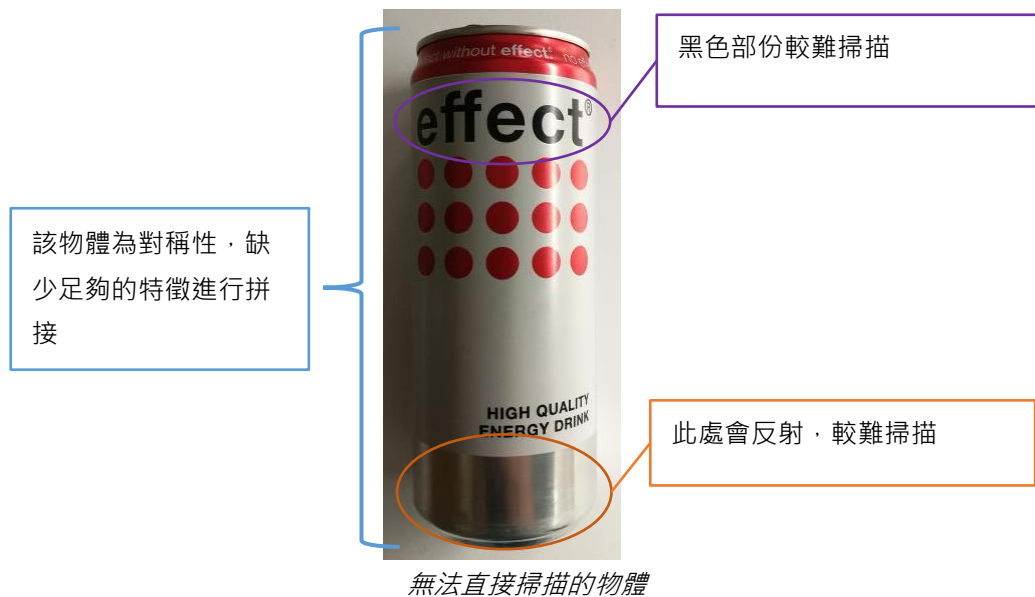 without effect®
黑色部份較難掃描
effect®
該物體為對稱性，缺
少足夠的特徵進行拼
接
HIGH QUALITY
ENERGY DRINK
此處會反射，較難掃描
無法直接掃描的物體